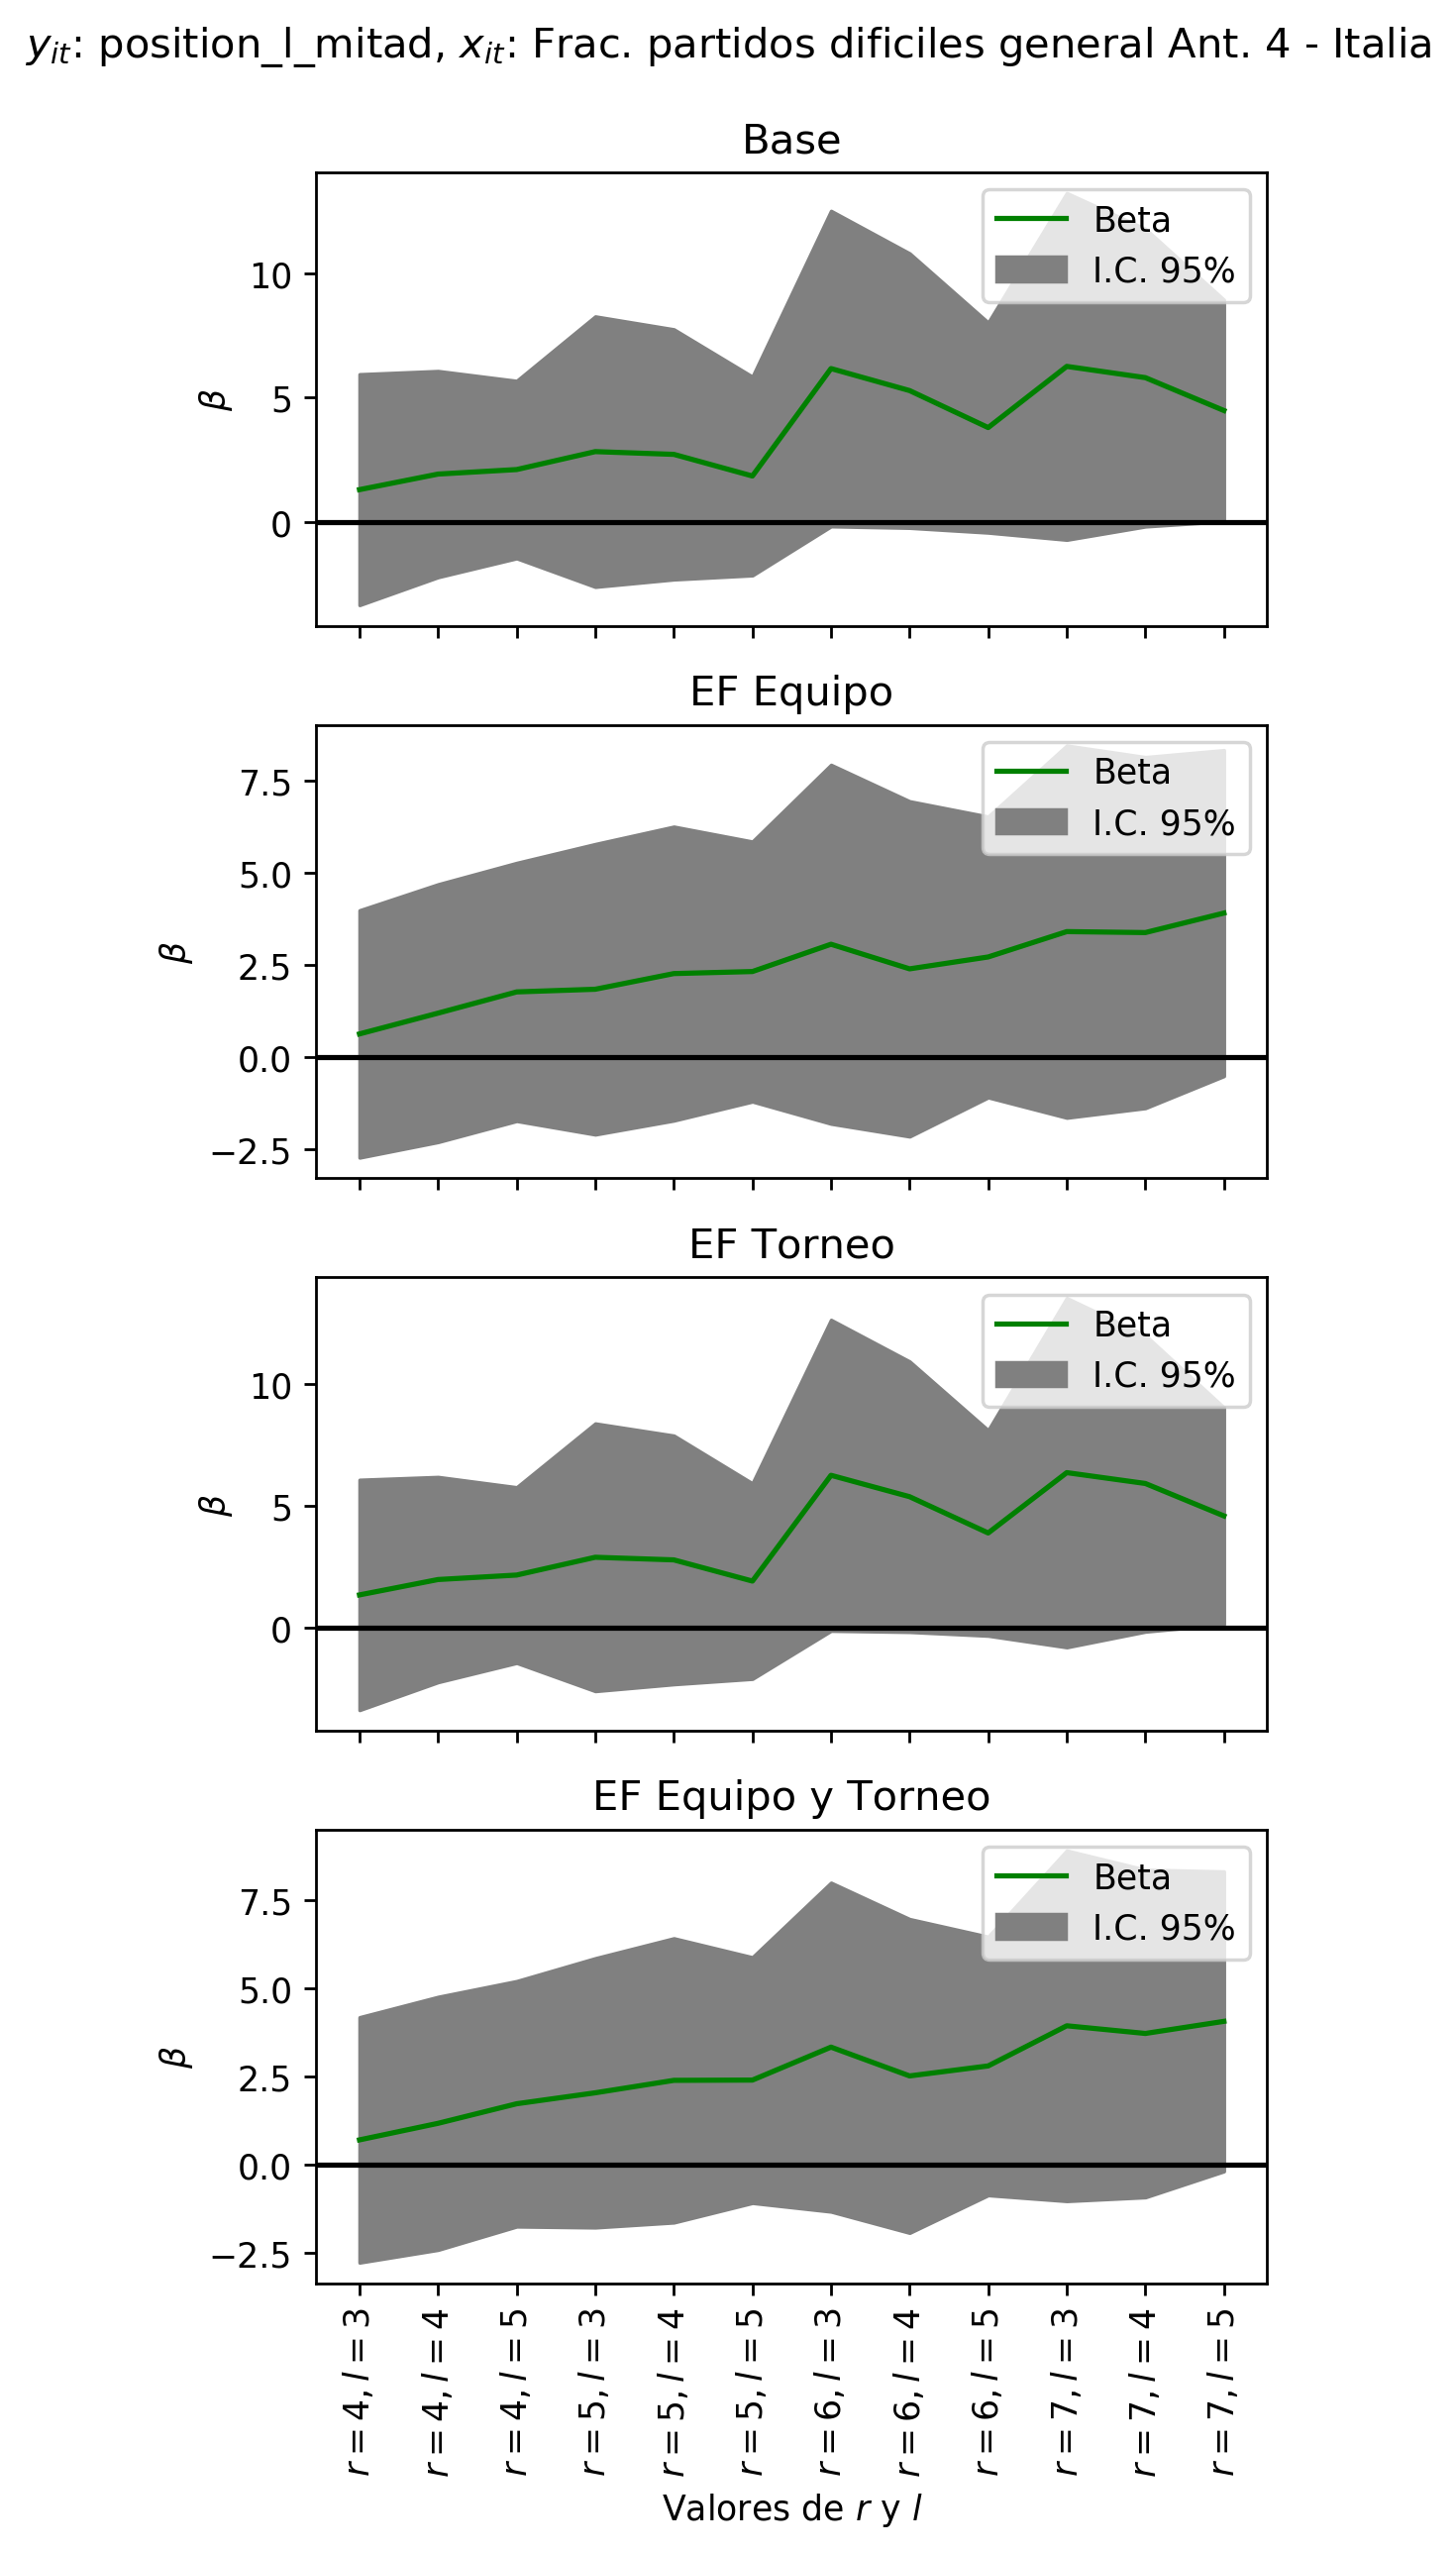 y_it: position_l_mitad, x_it: Frac. partidos dificiles general Ant. 4 - Italia
Base
Beta
I.C. 95%
10
5
0
β
EF Equipo
Beta
I.C. 95%
7.5
5.0
2.5
0.0
−2.5
β
EF Torneo
Beta
I.C. 95%
10
5
0
β
EF Equipo y Torneo
Beta
I.C. 95%
7.5
5.0
2.5
0.0
−2.5
β
r = 4, l = 3
r = 4, l = 4
r = 4, l = 5
r = 5, l = 3
r = 5, l = 4
r = 5, l = 5
r = 6, l = 3
r = 6, l = 4
r = 6, l = 5
r = 7, l = 3
r = 7, l = 4
r = 7, l = 5
Valores de r y l